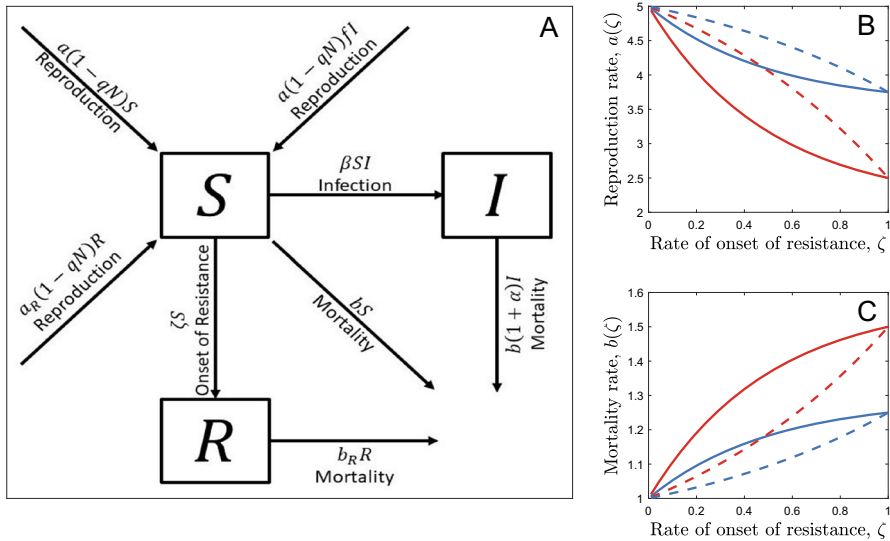 A
a(1 − qN)S
Reproduction
a(1 − qN)fI
Reproduction
S
βSI
Infection
I
a_R(1 − qN)R
Reproduction
ζS
Onset of Resistance
bS
Mortality
b(1 + α)I
Mortality
R
b_R R
Mortality
B
Reproduction rate, a(ζ)
5
4.5
4
3.5
3
2.5
2
0 0.2 0.4 0.6 0.8 1
Rate of onset of resistance, ζ
C
Mortality rate, b(ζ)
1.6
1.5
1.4
1.3
1.2
1.1
1
0 0.2 0.4 0.6 0.8 1
Rate of onset of resistance, ζ